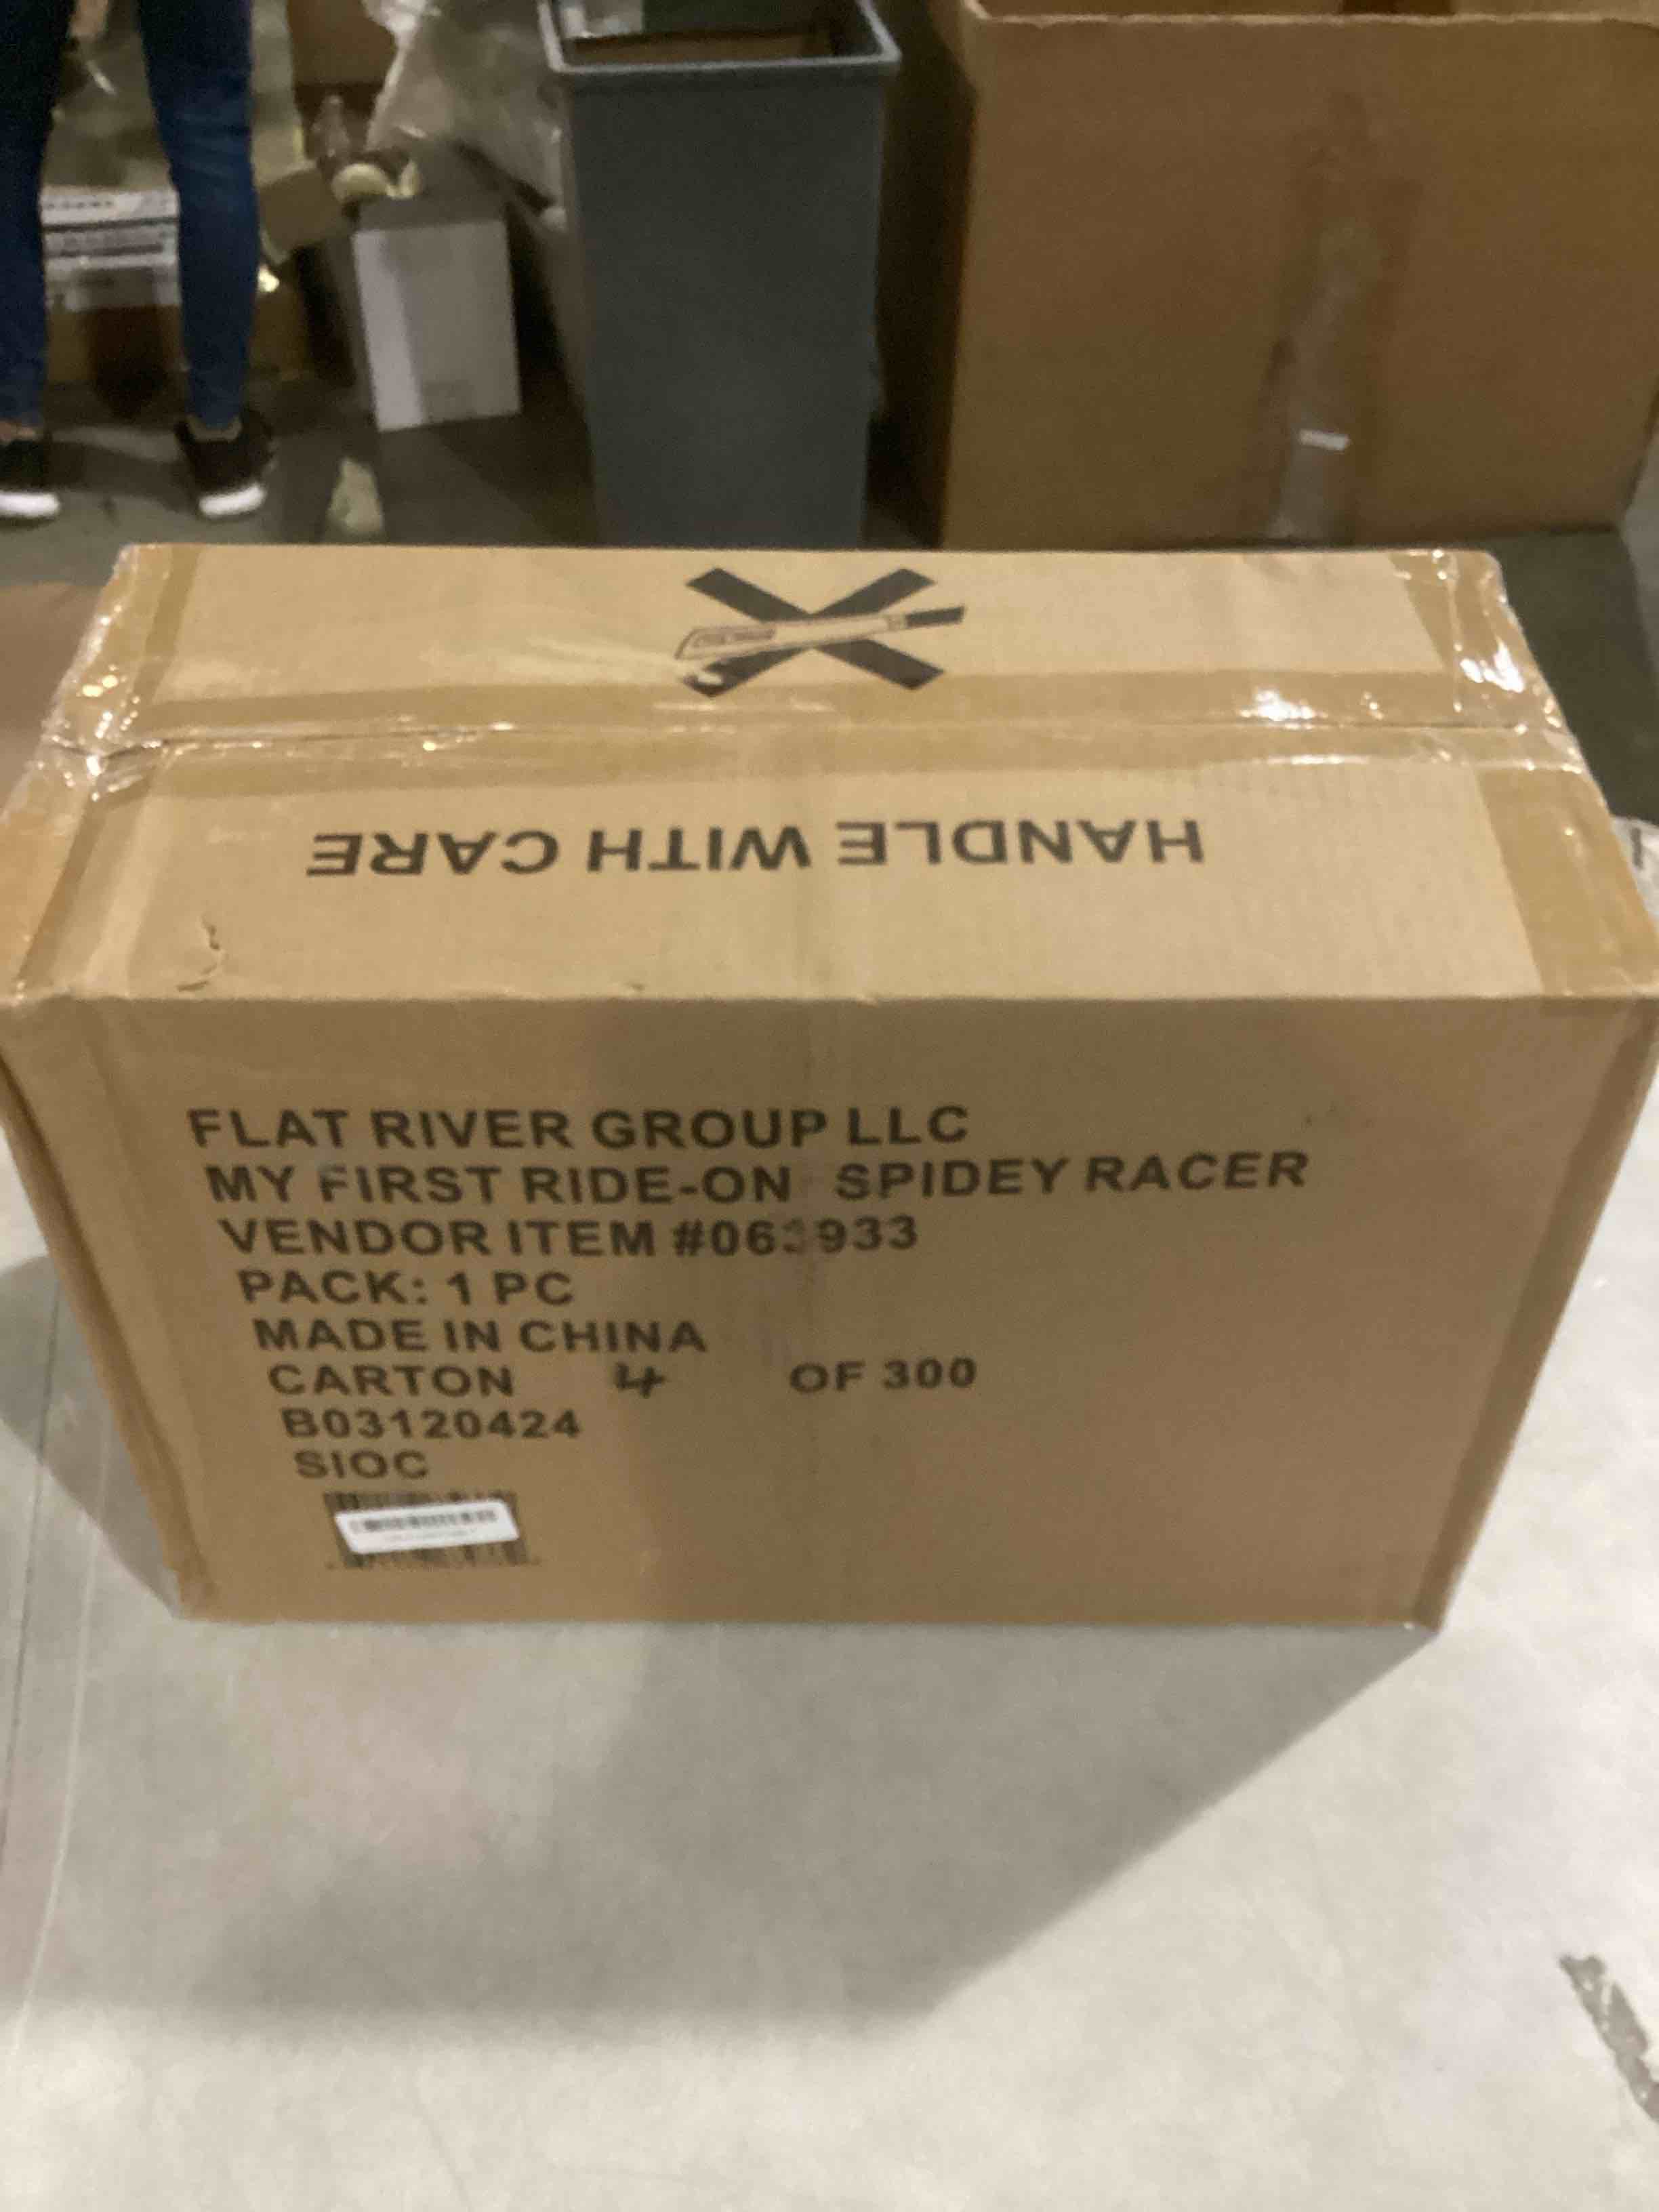 HANDLE WITH CARE
FLAT RIVER GROUP LLC
MY FIRST RIDE-ON SPIDEY RACER
VENDOR ITEM
PACK: 1 PC
MADE IN CHINA
CARTON 4 OF 300
B03120424
SIOC